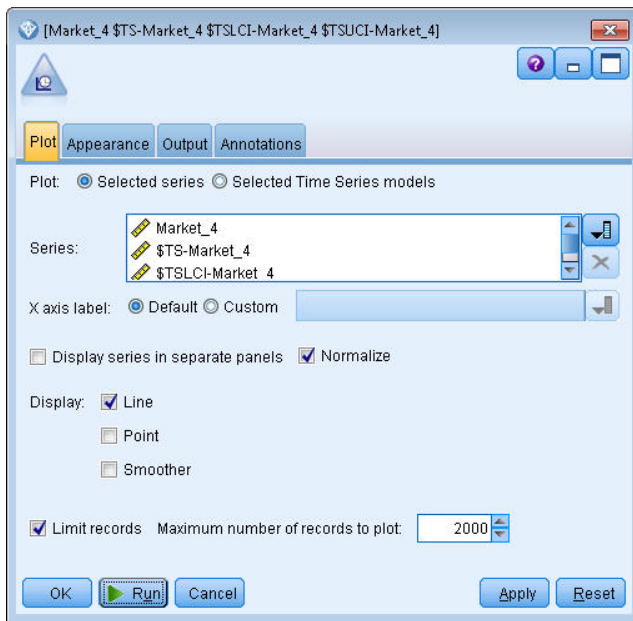 [Market_4 $TS-Market_4 $TSLCI-Market_4 $TSUCI-Market_4]
Plot Appearance Output Annotations
Plot: Selected series Selected Time Series models
Series:
Market_4
$TS-Market_4
$TSLCI-Market_4
X axis label: Default Custom
Display series in separate panels Normalize
Display: Line
Point
Smoother
Limit records Maximum number of records to plot: 2000
OK Run Cancel Apply Reset